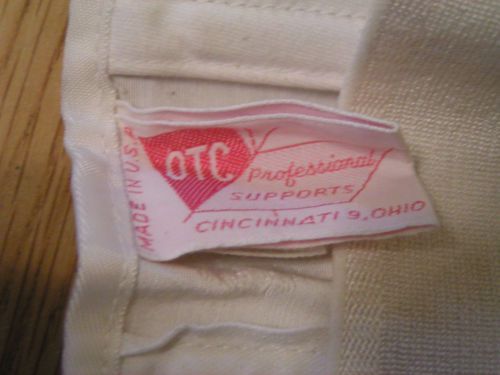 MADE IN U.S.A.
OTC
Professional
SUPPORTS
CINCINNATI 9, OHIO